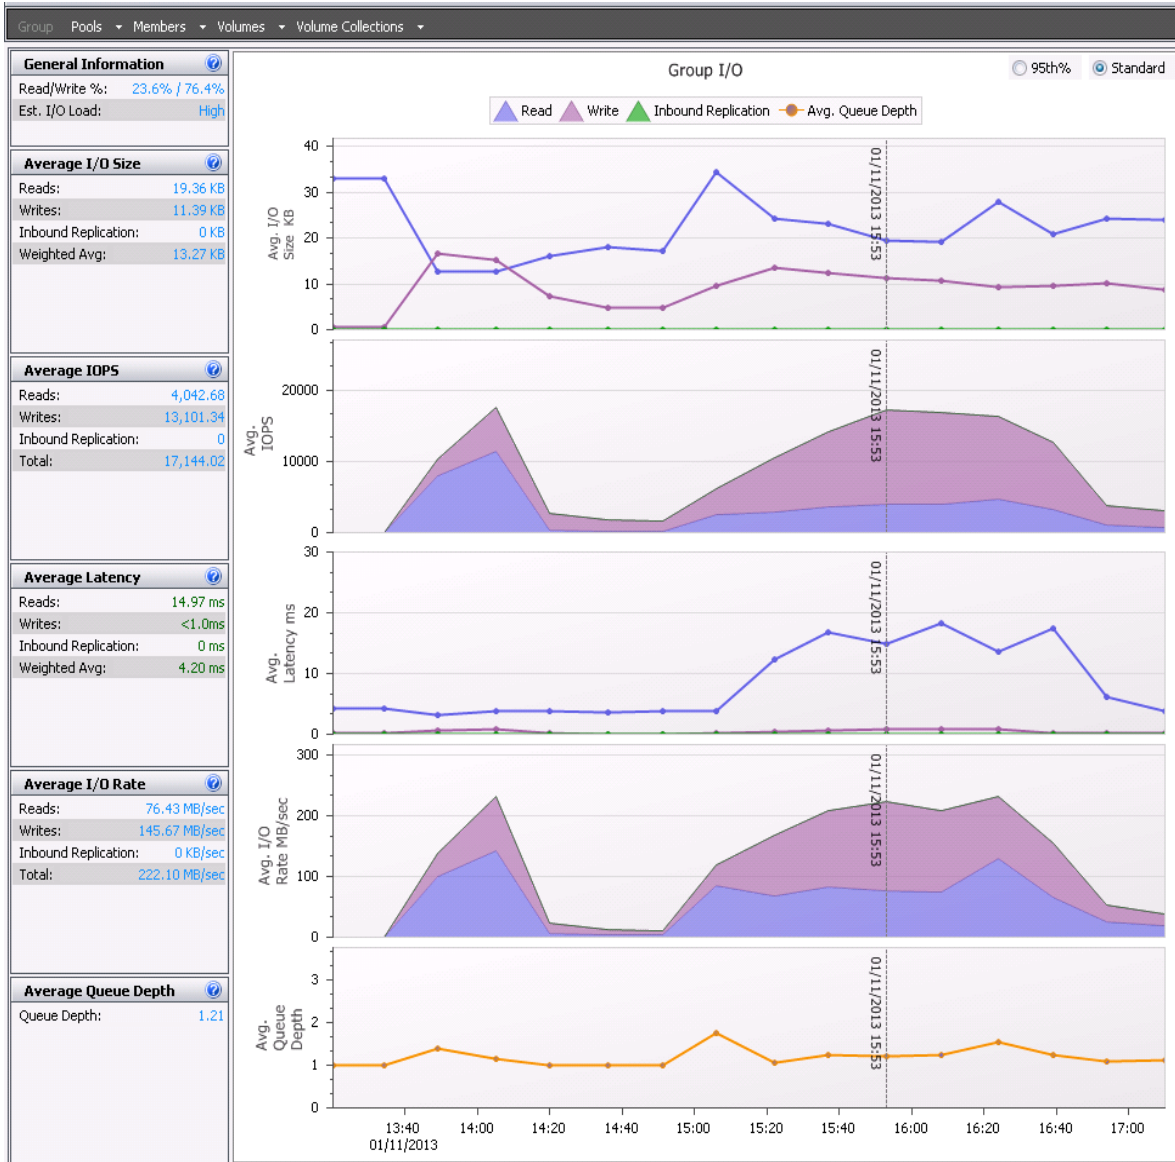 Group Pools Members Volumes Volume Collections
General Information
Read/Write %: 23.6% / 76.4%
Est. I/O Load: High
Average I/O Size
Reads: 19.36 KB
Writes: 11.39 KB
Inbound Replication: 0 KB
Weighted Avg: 13.27 KB
Average IOPS
Reads: 4,042.68
Writes: 13,101.34
Inbound Replication: 0
Total: 17,144.02
Average Latency
Reads: 14.97 ms
Writes: <1.0ms
Inbound Replication: 0 ms
Weighted Avg: 4.20 ms
Average I/O Rate
Reads: 76.43 MB/sec
Writes: 145.67 MB/sec
Inbound Replication: 0 KB/sec
Total: 222.10 MB/sec
Average Queue Depth
Queue Depth: 1.21
Group I/O
95th% Standard
Read Write Inbound Replication Avg. Queue Depth
Avg. I/O
Size KB
40
30
20
10
0
01/11/2013 15:53
Avg.
IOPS
20000
10000
0
01/11/2013 15:53
Avg.
Latency ms
30
20
10
0
01/11/2013 15:53
Avg. I/O
Rate MB/sec
300
200
100
0
01/11/2013 15:53
Avg.
Queue
Depth
3
2
1
0
01/11/2013 15:53
13:40 14:00 14:20 14:40 15:00 15:20 15:40 16:00 16:20 16:40 17:00
01/11/2013